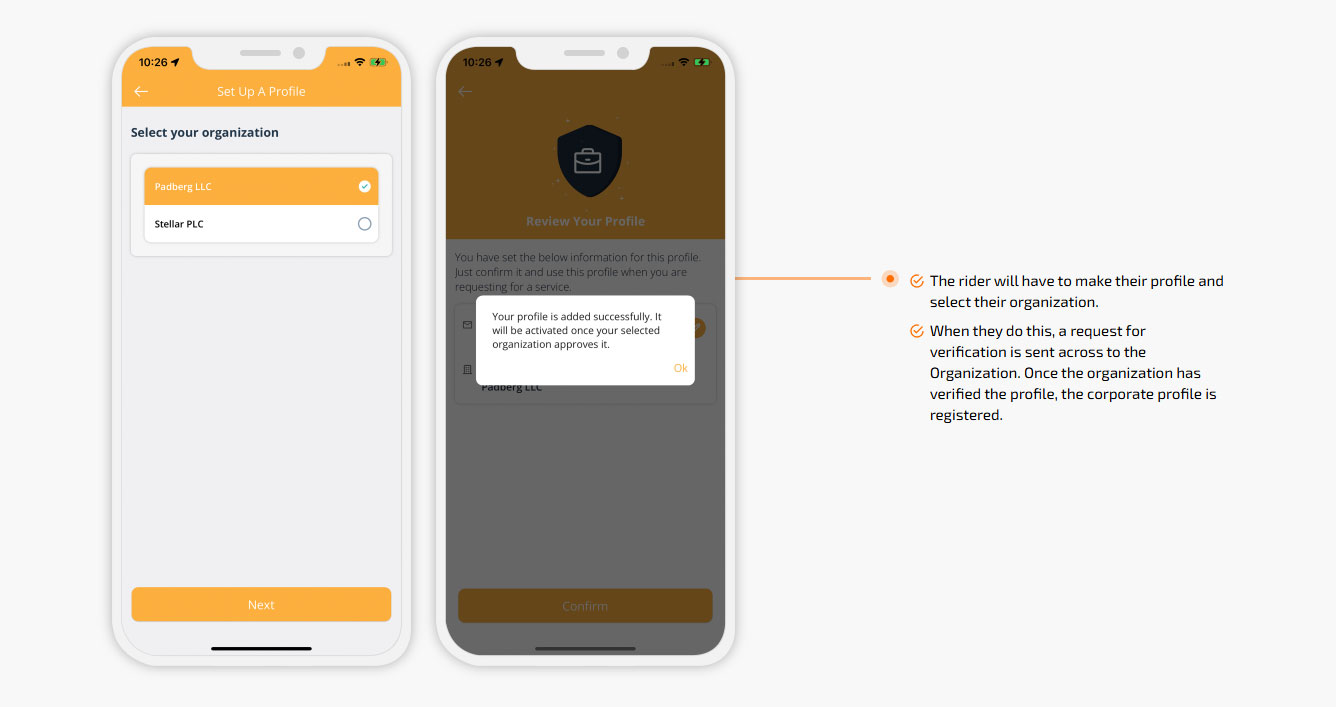 10:26
Set Up A Profile
Select your organization
Padberg LLC
Stellar PLC
Next
10:26
Review Your Profile
You have set the below information for this profile.
Just confirm it and use this profile when you are
requesting for a service.
Your profile is added successfully. It
will be activated once your selected
organization approves it.
Ok
Padberg LLC
Confirm
The rider will have to make their profile and
select their organization.
When they do this, a request for
verification is sent across to the
Organization. Once the organization has
verified the profile, the corporate profile is
registered.